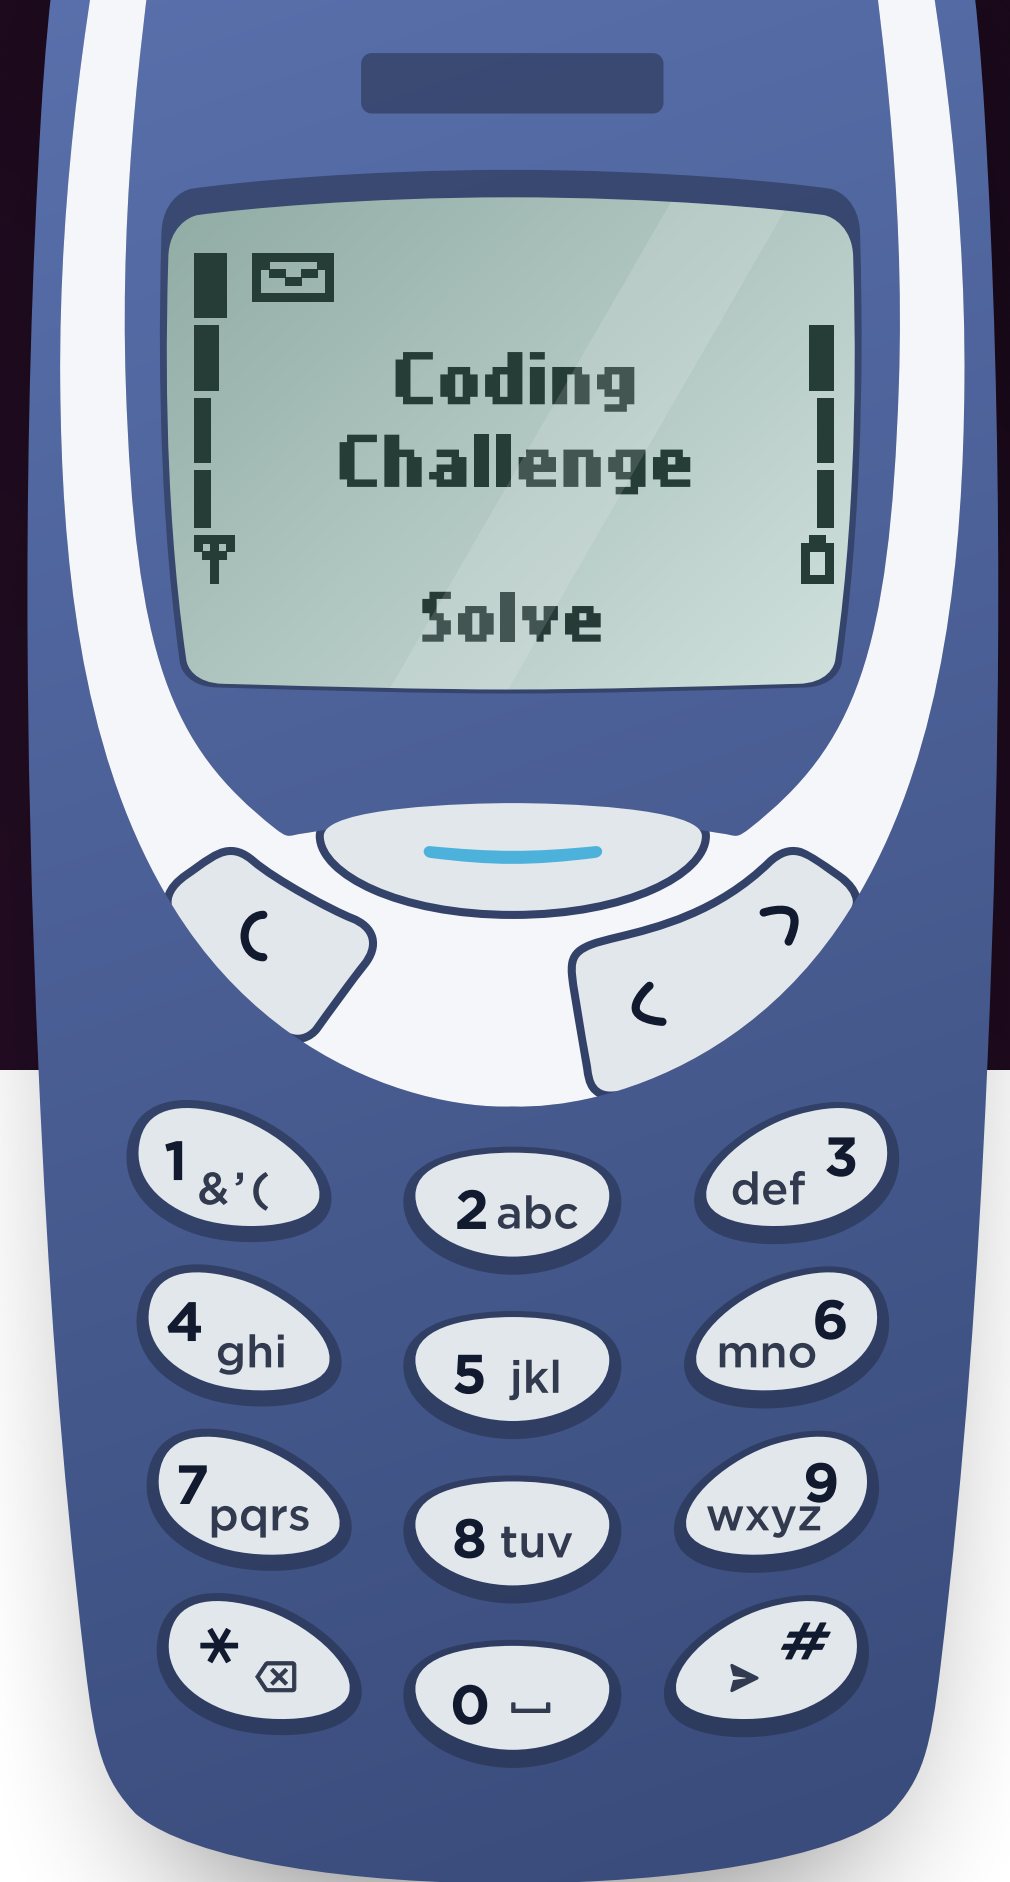 Coding
Challenge
Solve
1 &'(
2 abc
def 3
4 ghi
5 jkl
mno 6
7 pqrs
8 tuv
wxyz 9
*
0
#